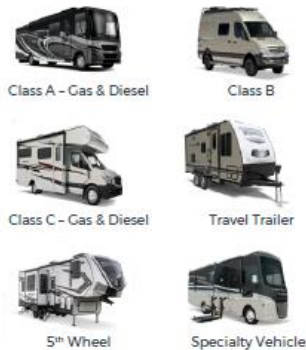 Class A – Gas & Diesel
Class B
Class C – Gas & Diesel
Travel Trailer
5th Wheel
Specialty Vehicle